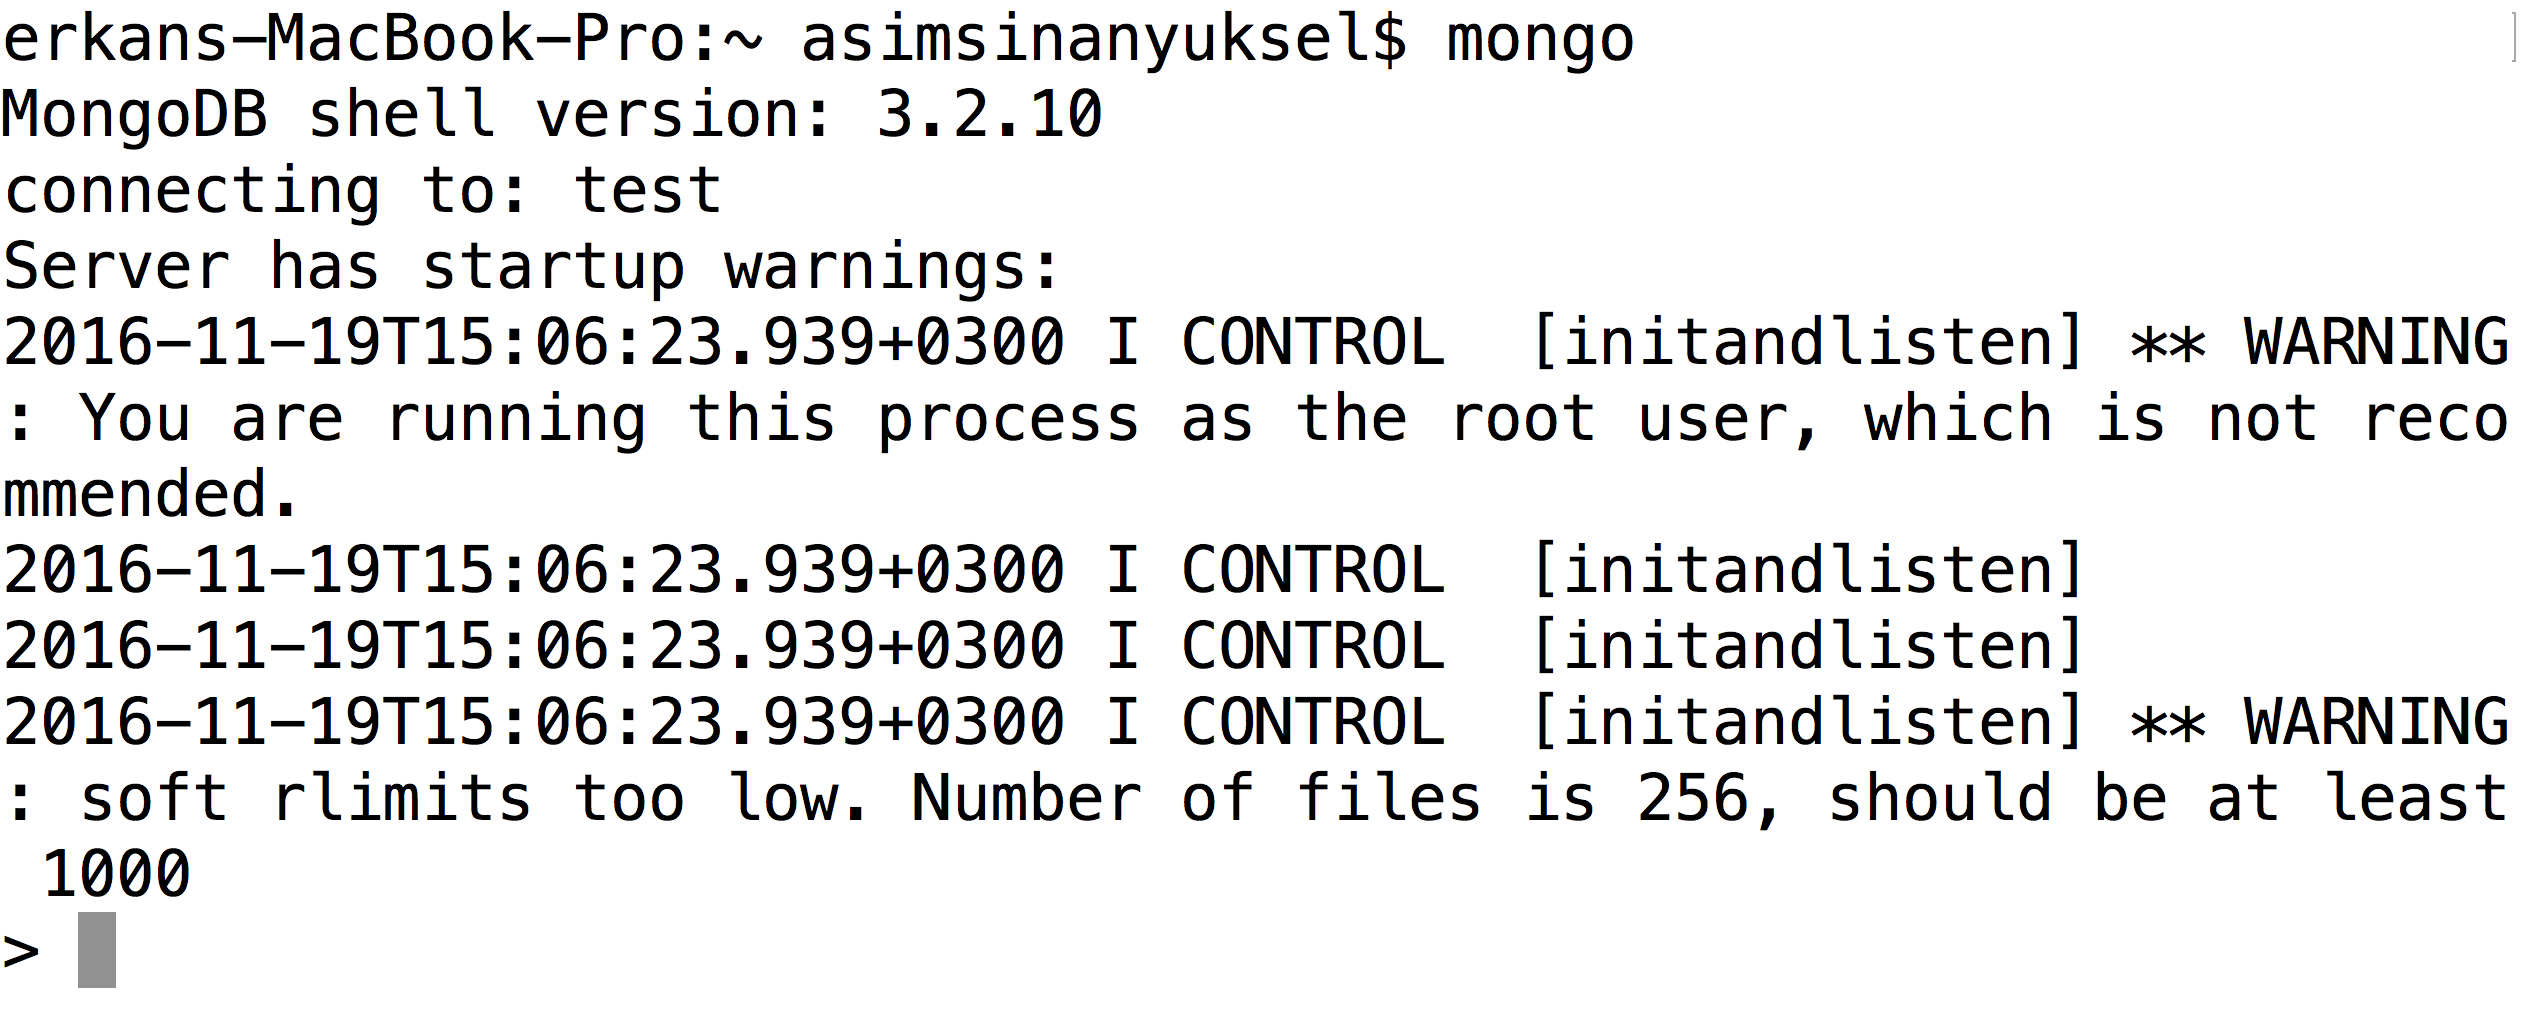 erkans-MacBook-Pro:~ asimsinanyuksel$ mongo
MongoDB shell version: 3.2.10
connecting to: test
Server has startup warnings:
2016-11-19T15:06:23.939+0300 I CONTROL  [initandlisten] ** WARNING
: You are running this process as the root user, which is not reco
mmended.
2016-11-19T15:06:23.939+0300 I CONTROL  [initandlisten]
2016-11-19T15:06:23.939+0300 I CONTROL  [initandlisten]
2016-11-19T15:06:23.939+0300 I CONTROL  [initandlisten] ** WARNING
: soft rlimits too low. Number of files is 256, should be at least
 1000
>